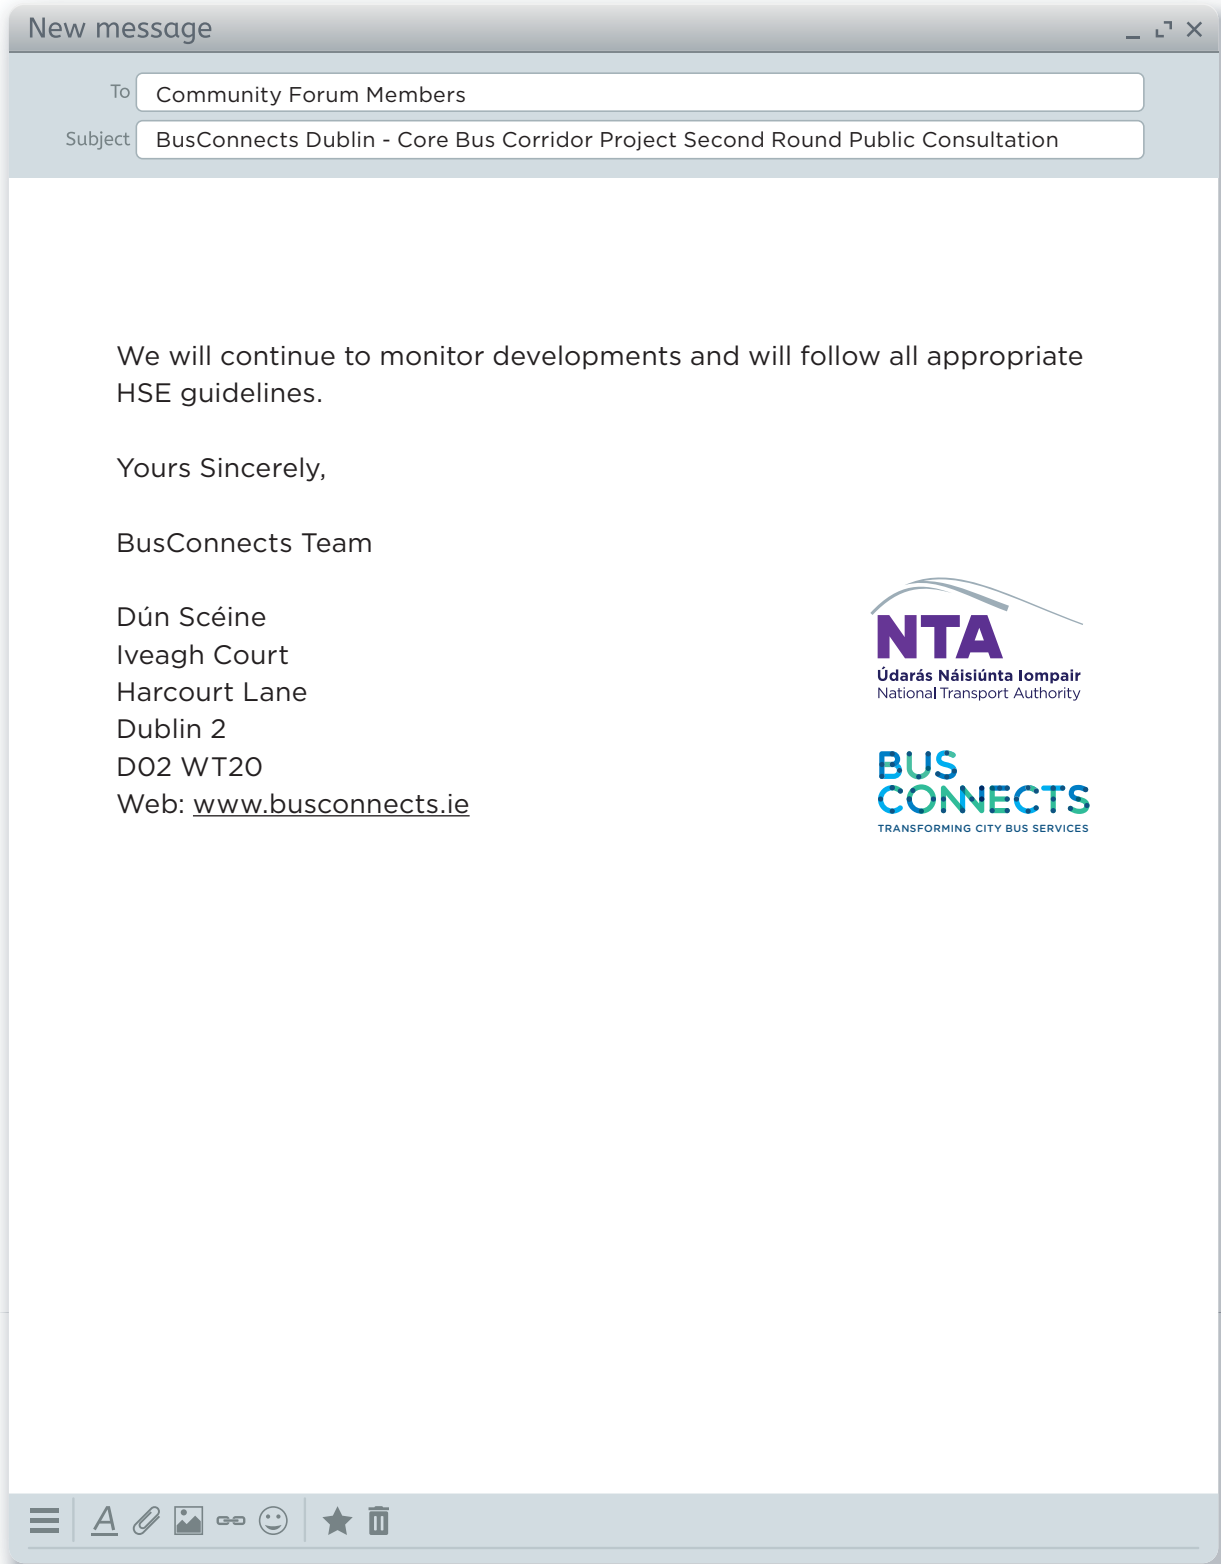 New message
To
Community Forum Members
Subject
BusConnects Dublin - Core Bus Corridor Project Second Round Public Consultation
We will continue to monitor developments and will follow all appropriate
HSE guidelines.
Yours Sincerely,
BusConnects Team
Dún Scéine
Iveagh Court
Harcourt Lane
Dublin 2
D02 WT20
Web: www.busconnects.ie
NTA
Údarás Náisiúnta Iompair
National Transport Authority
BUS
CONNECTS
TRANSFORMING CITY BUS SERVICES
A